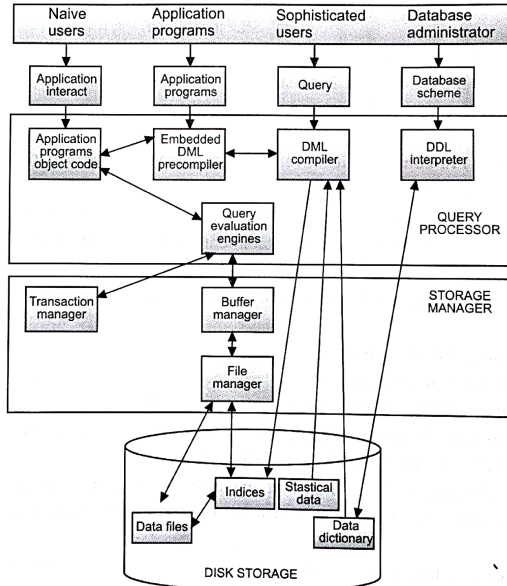 Naive users
Application programs
Sophisticated users
Database administrator
Application interact
Application programs
Query
Database scheme
Application programs object code
Embedded DML precompiler
DML compiler
DDL interpreter
Query evaluation engines
QUERY PROCESSOR
Transaction manager
Buffer manager
STORAGE MANAGER
File manager
Indices
Stastical data
Data files
Data dictionary
DISK STORAGE